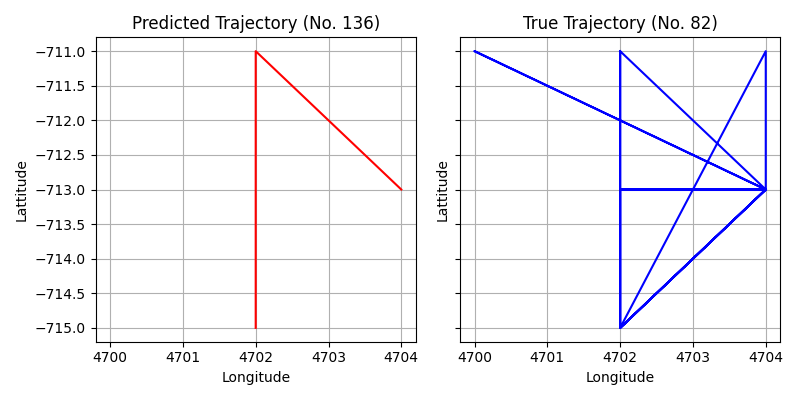 Predicted Trajectory (No. 136)
True Trajectory (No. 82)
−711.0
−711.5
−712.0
−712.5
−713.0
−713.5
−714.0
−714.5
−715.0
Lattitude
Lattitude
4700 4701 4702 4703 4704
4700 4701 4702 4703 4704
Longitude
Longitude